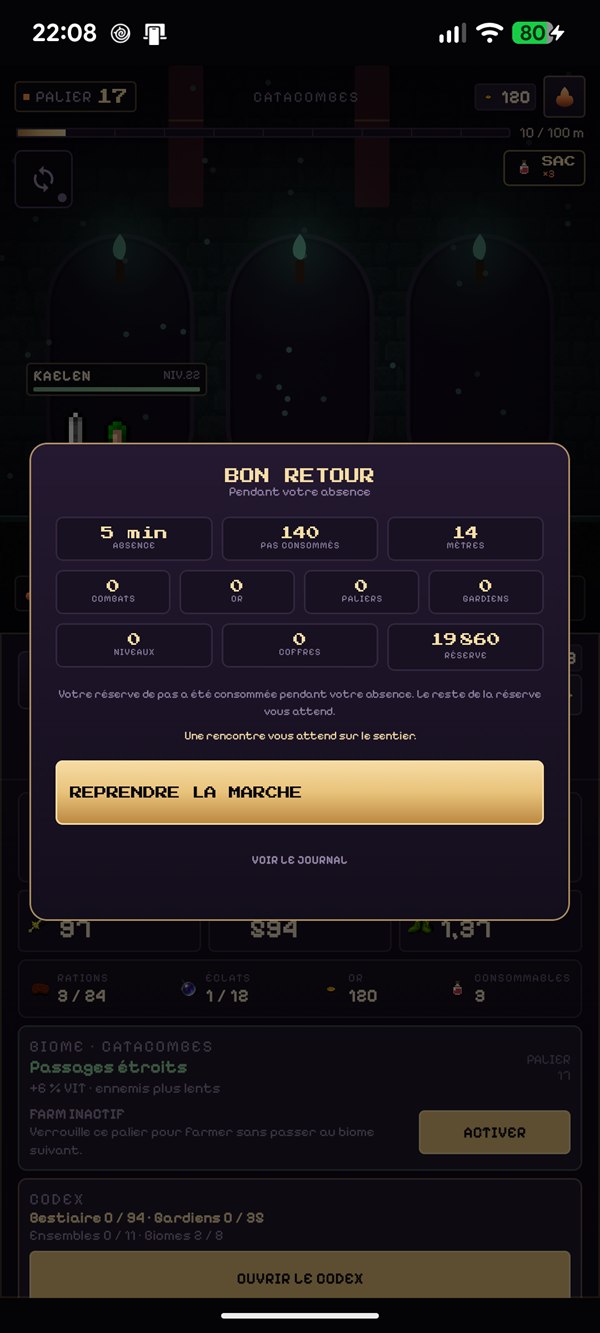 22:08
80
PALIER 17
CATACOMBES
180
10 / 100 m
SAC
×3
KAELEN
NIV.22
BON RETOUR
Pendant votre absence
5 min
ABSENCE
140
PAS CONSOMMÉS
14
MÈTRES
0
COMBATS
0
OR
0
PALIERS
0
GARDIENS
0
NIVEAUX
0
COFFRES
19860
RÉSERVE
Votre réserve de pas a été consommée pendant votre absence. Le reste de la réserve
vous attend.
Une rencontre vous attend sur le sentier.
REPRENDRE LA MARCHE
VOIR LE JOURNAL
97
894
1,37
RATIONS
3 / 24
ÉCLATS
1 / 12
OR
180
CONSOMMABLES
3
BIOME · CATACOMBES
Passages étroits
+6 % VIT · ennemis plus lents
PALIER
17
FARM INACTIF
Verrouille ce palier pour farmer sans passer au biome
suivant.
ACTIVER
CODEX
Bestiaire 0 / 94 · Gardiens 0 / 38
Ensembles 0 / 11 · Biomes 2 / 8
OUVRIR LE CODEX